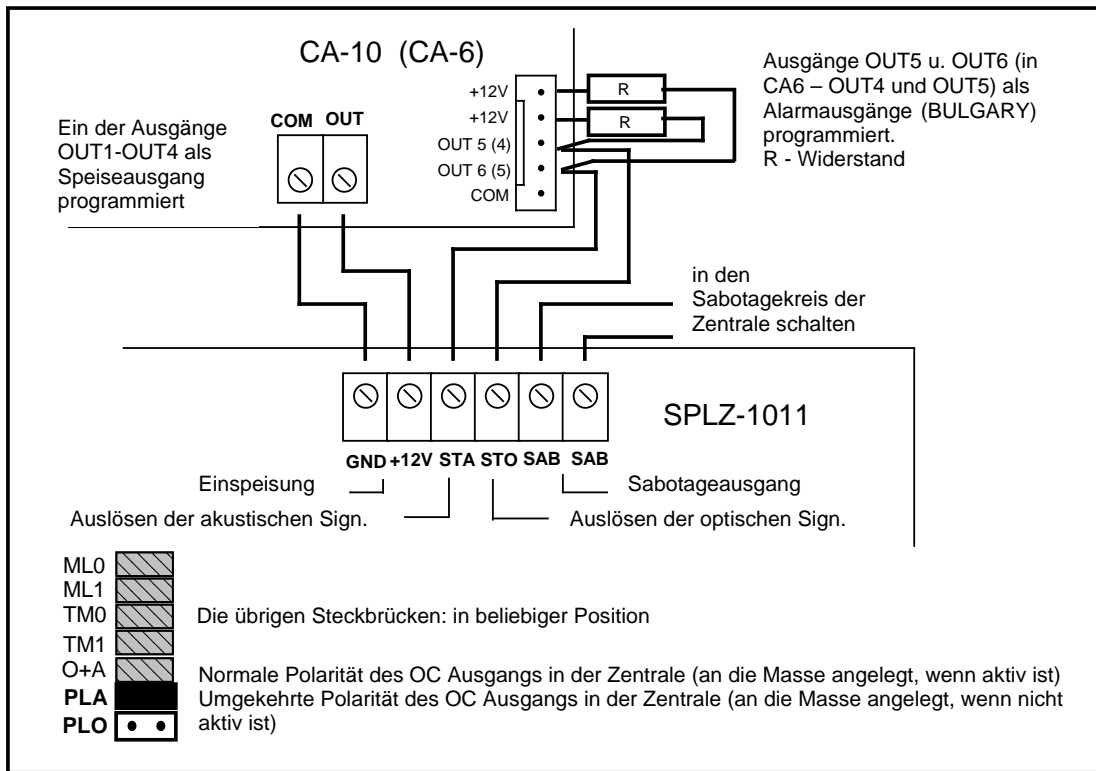 CA-10 (CA-6)
Ein der Ausgänge
OUT1-OUT4 als
Speiseausgang
programmiert
COM OUT
+12V
+12V
OUT 5 (4)
OUT 6 (5)
COM
R
R
Ausgänge OUT5 u. OUT6 (in
CA6 – OUT4 und OUT5) als
Alarmausgänge (BULGARY)
programmiert.
R - Widerstand
in den
Sabotagekreis der
Zentrale schalten
SPLZ-1011
GND +12V STA STO SAB SAB
Einspeisung
Sabotageausgang
Auslösen der akustischen Sign.
Auslösen der optischen Sign.
ML0
ML1
TM0
TM1
O+A
PLA
PLO
Die übrigen Steckbrücken: in beliebiger Position
Normale Polarität des OC Ausgangs in der Zentrale (an die Masse angelegt, wenn aktiv ist)
Umgekehrte Polarität des OC Ausgangs in der Zentrale (an die Masse angelegt, wenn nicht
aktiv ist)